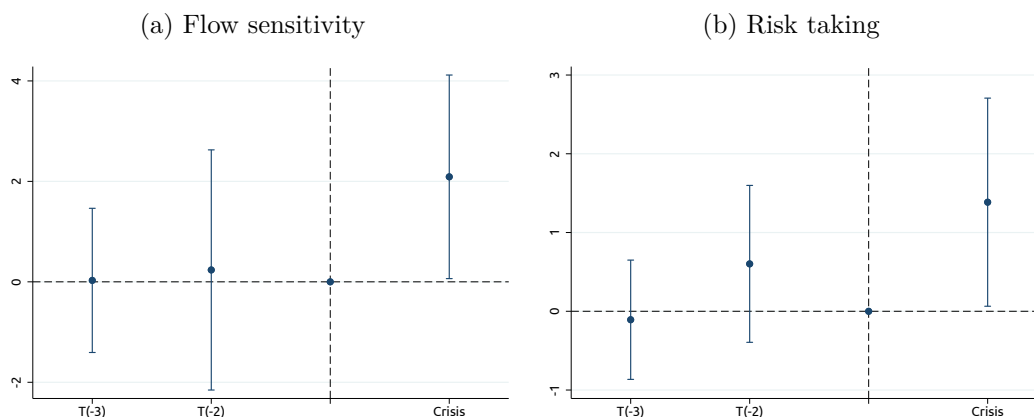 (a) Flow sensitivity
4
2
0
-2
T(-3) T(-2) Crisis
(b) Risk taking
3
2
1
0
-1
T(-3) T(-2) Crisis